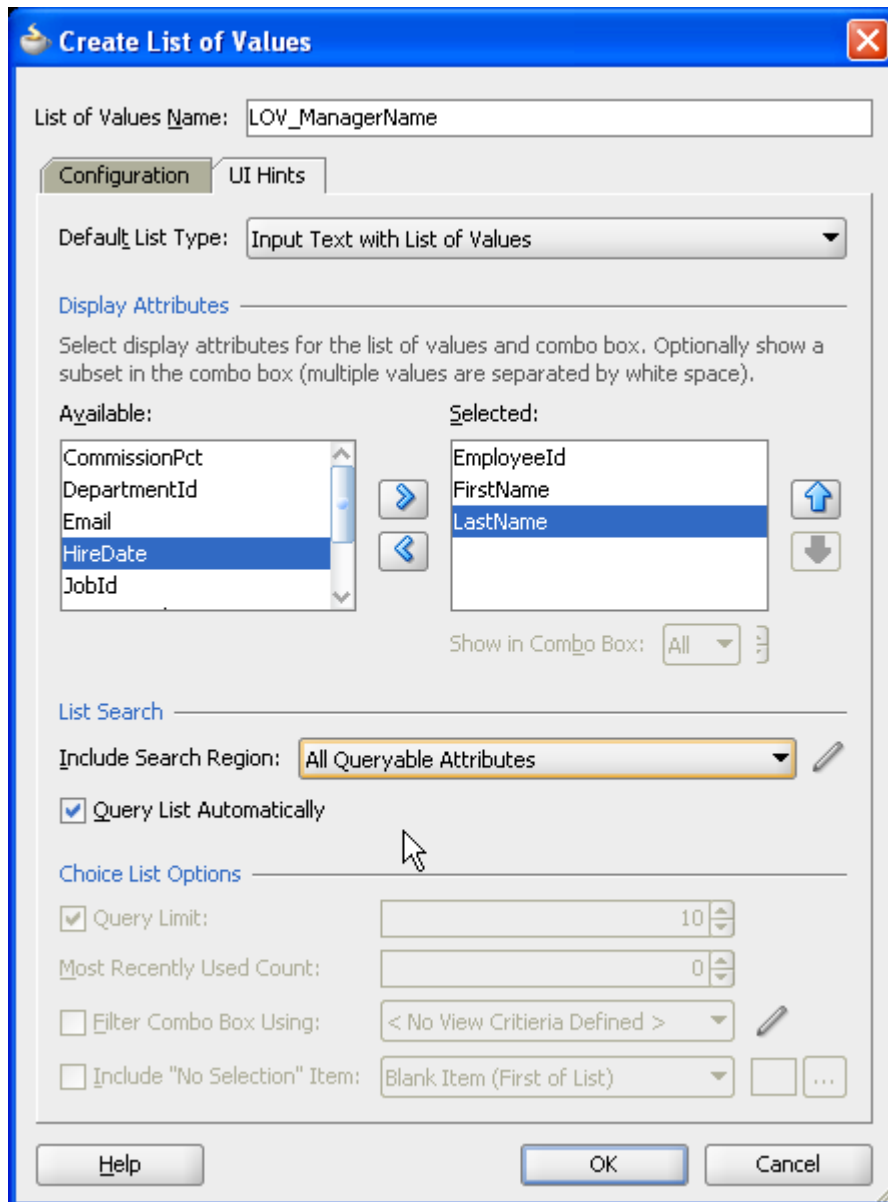 Create List of Values
List of Values Name: LOV_ManagerName
Configuration UI Hints
Default List Type: Input Text with List of Values
Display Attributes
Select display attributes for the list of values and combo box. Optionally show a
subset in the combo box (multiple values are separated by white space).
Available: Selected:
CommissionPct EmployeeId
DepartmentId FirstName
Email LastName
HireDate
JobId
Show in Combo Box: All
List Search
Include Search Region: All Queryable Attributes
Query List Automatically
Choice List Options
Query Limit: 10
Most Recently Used Count: 0
Filter Combo Box Using: < No View Critieria Defined >
Include "No Selection" Item: Blank Item (First of List) ...
Help OK Cancel